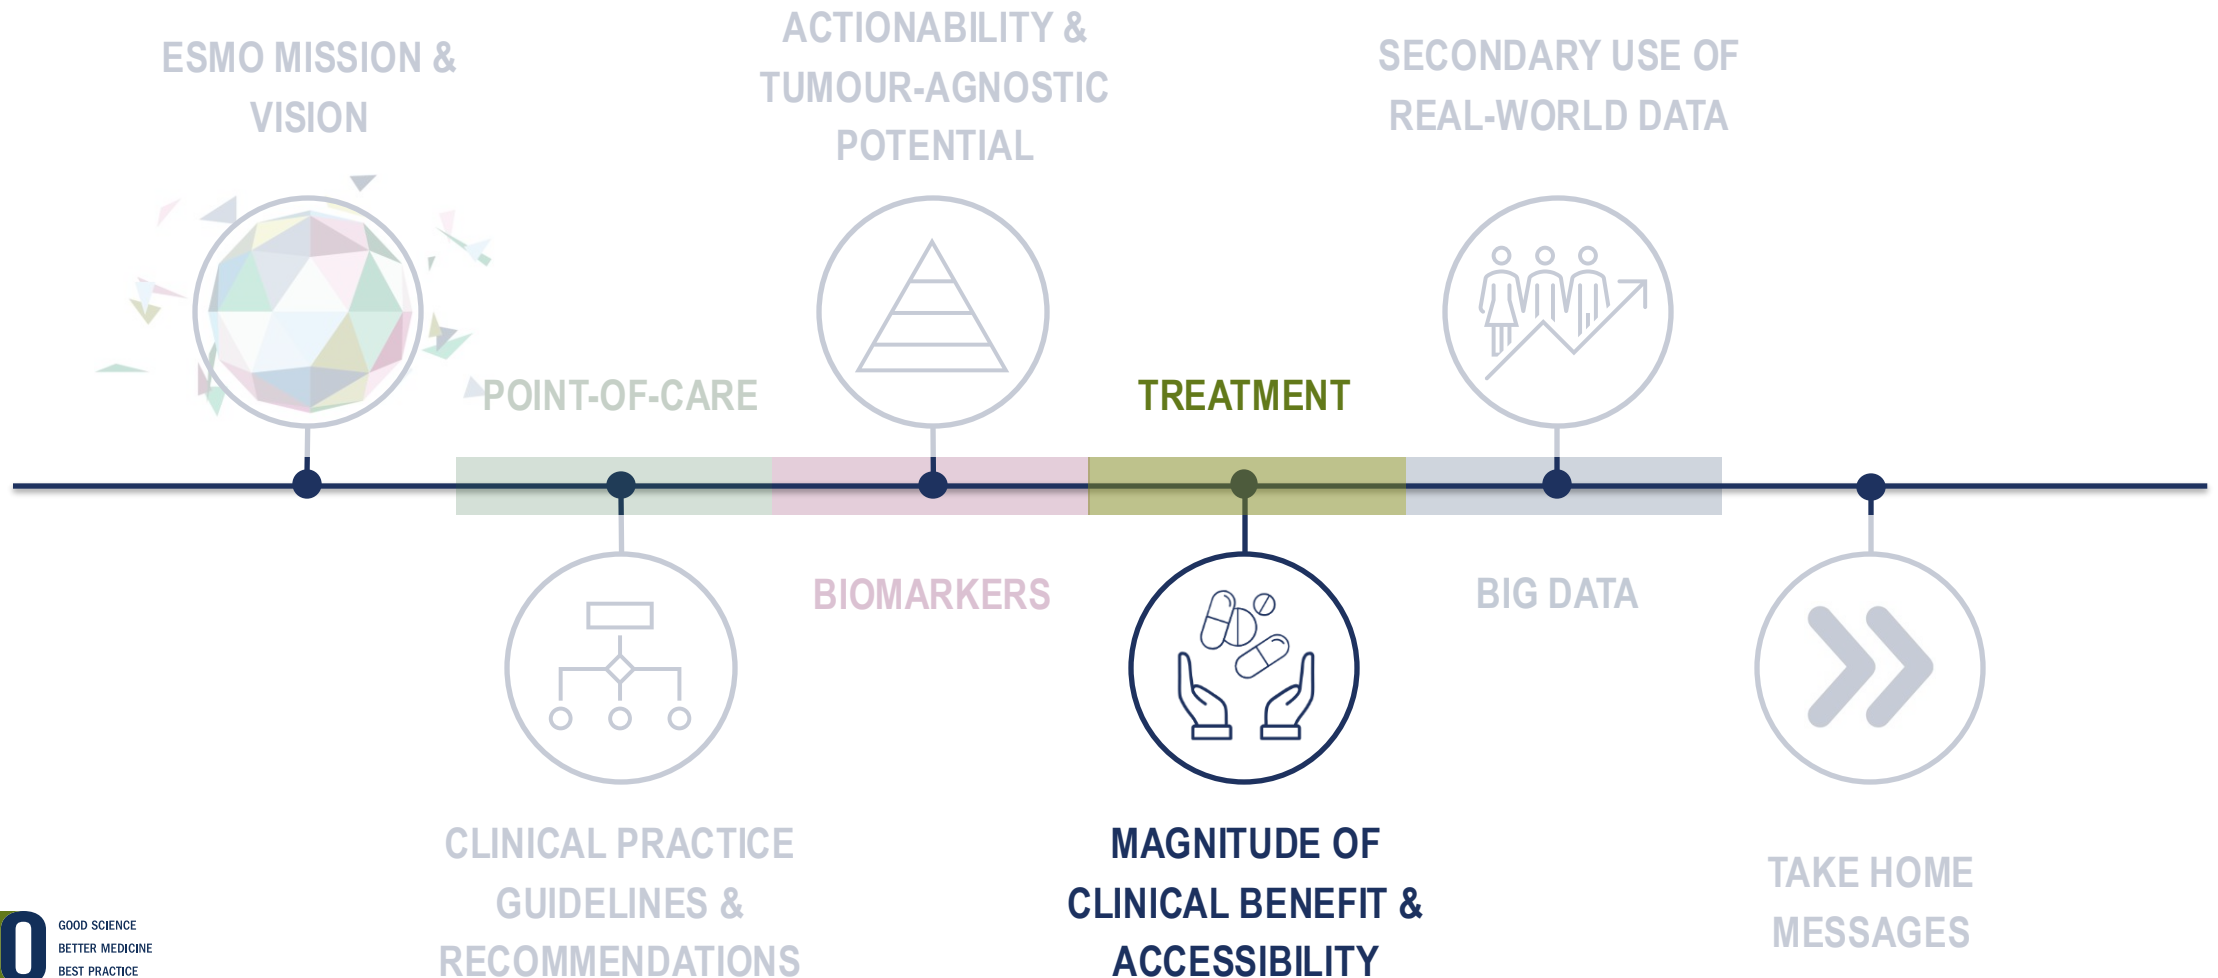 ESMO MISSION &
VISION
ACTIONABILITY &
TUMOUR-AGNOSTIC
POTENTIAL
SECONDARY USE OF
REAL-WORLD DATA
POINT-OF-CARE
TREATMENT
BIOMARKERS
BIG DATA
CLINICAL PRACTICE
GUIDELINES &
RECOMMENDATIONS
MAGNITUDE OF
CLINICAL BENEFIT &
ACCESSIBILITY
TAKE HOME
MESSAGES
O
GOOD SCIENCE
BETTER MEDICINE
BEST PRACTICE